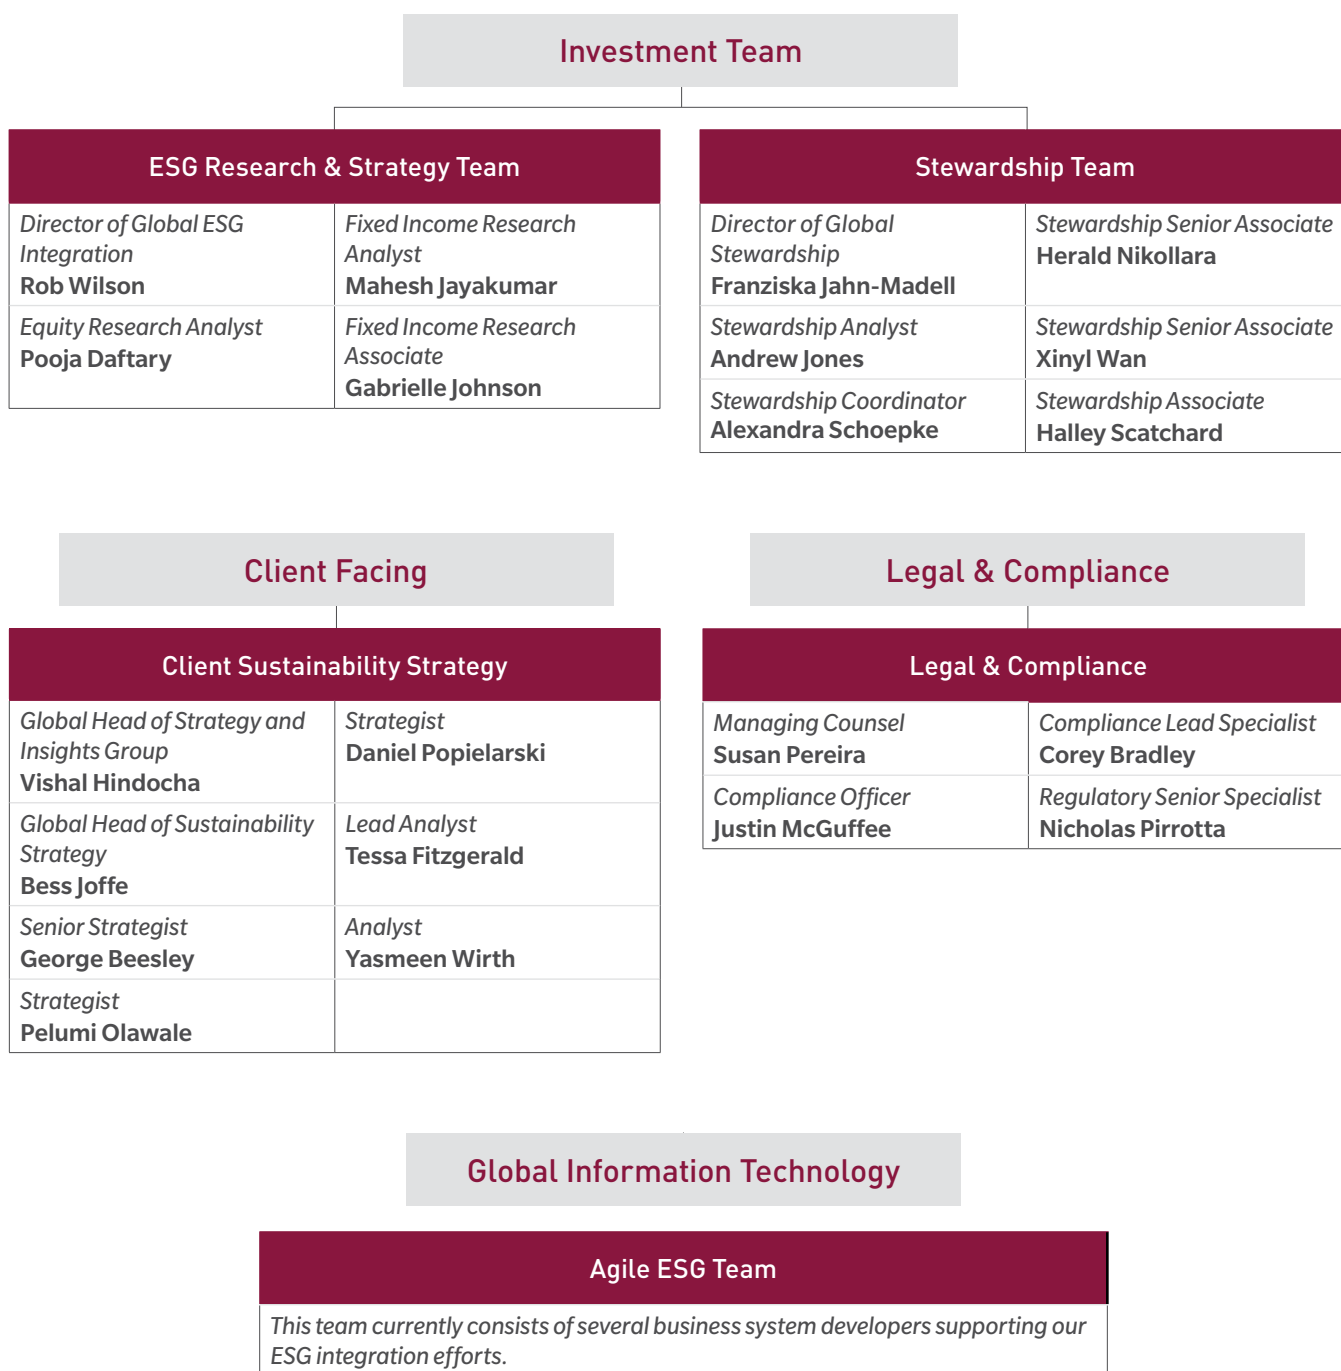 Investment Team
ESG Research & Strategy Team
Director of Global ESG
Integration
Rob Wilson
Fixed Income Research
Analyst
Mahesh Jayakumar
Equity Research Analyst
Pooja Daftary
Fixed Income Research
Associate
Gabrielle Johnson
Stewardship Team
Director of Global
Stewardship
Franziska Jahn-Madell
Stewardship Senior Associate
Herald Nikollara
Stewardship Analyst
Andrew Jones
Stewardship Senior Associate
Xinyl Wan
Stewardship Coordinator
Alexandra Schoepke
Stewardship Associate
Halley Scatchard
Client Facing
Client Sustainability Strategy
Global Head of Strategy and
Insights Group
Vishal Hindocha
Strategist
Daniel Popielarski
Global Head of Sustainability
Strategy
Bess Joffe
Lead Analyst
Tessa Fitzgerald
Senior Strategist
George Beesley
Analyst
Yasmeen Wirth
Strategist
Pelumi Olawale
Legal & Compliance
Legal & Compliance
Managing Counsel
Susan Pereira
Compliance Lead Specialist
Corey Bradley
Compliance Officer
Justin McGuffee
Regulatory Senior Specialist
Nicholas Pirrotta
Global Information Technology
Agile ESG Team
This team currently consists of several business system developers supporting our
ESG integration efforts.